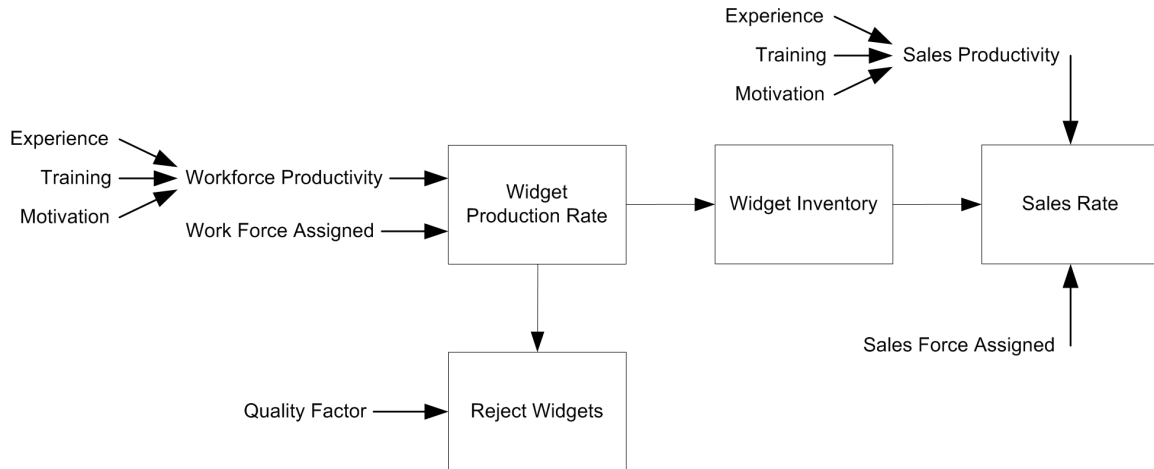 Experience
Training
Sales Productivity
Motivation
Experience
Training
Workforce Productivity
Motivation
Work Force Assigned
Widget
Production Rate
Widget Inventory
Sales Rate
Sales Force Assigned
Quality Factor
Reject Widgets